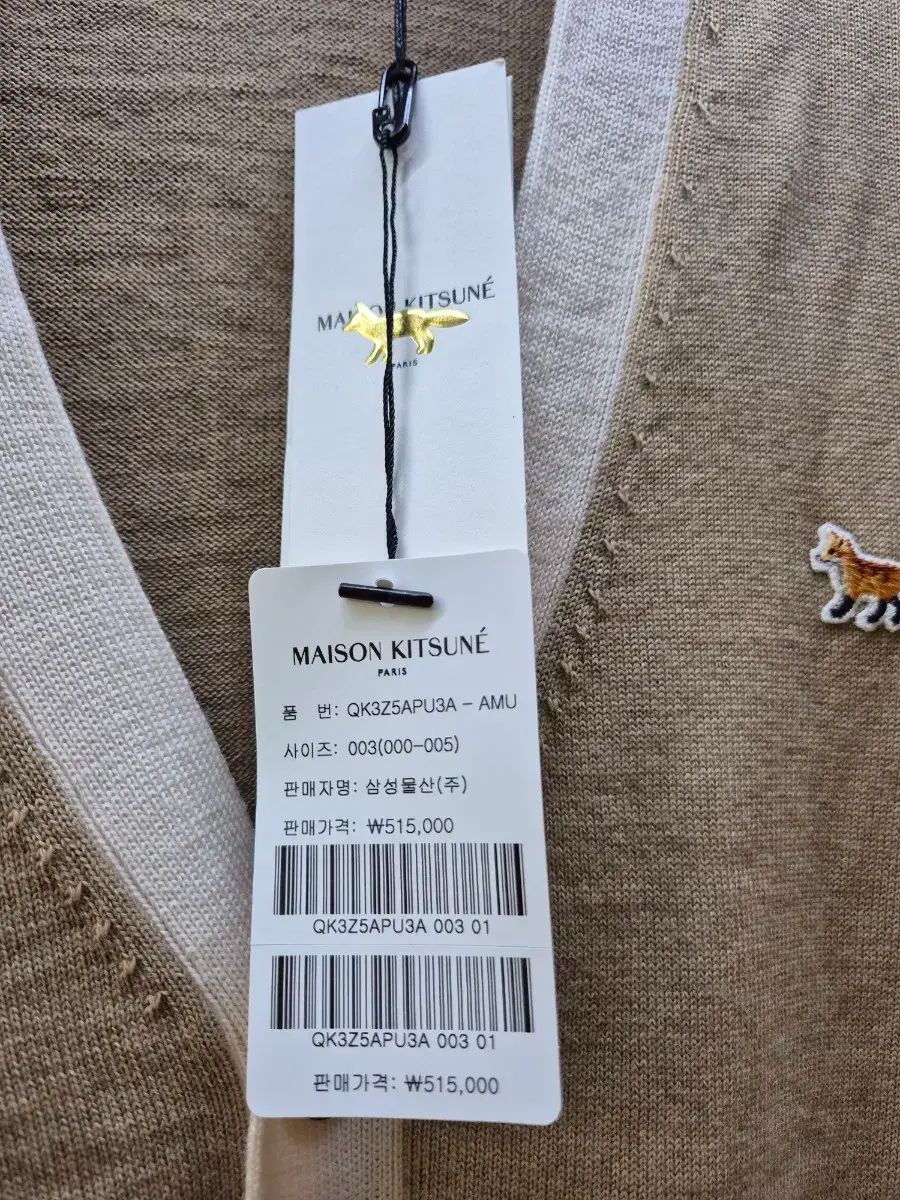 MAISON KITSUNÉ
PARIS
MAISON KITSUNÉ
PARIS
품 번: QK3Z5APU3A - AMU
사이즈: 003(000-005)
판매자명: 삼성물산(주)
판매가격: ₩515,000
QK3Z5APU3A 003 01
QK3Z5APU3A 003 01
판매가격: ₩515,000